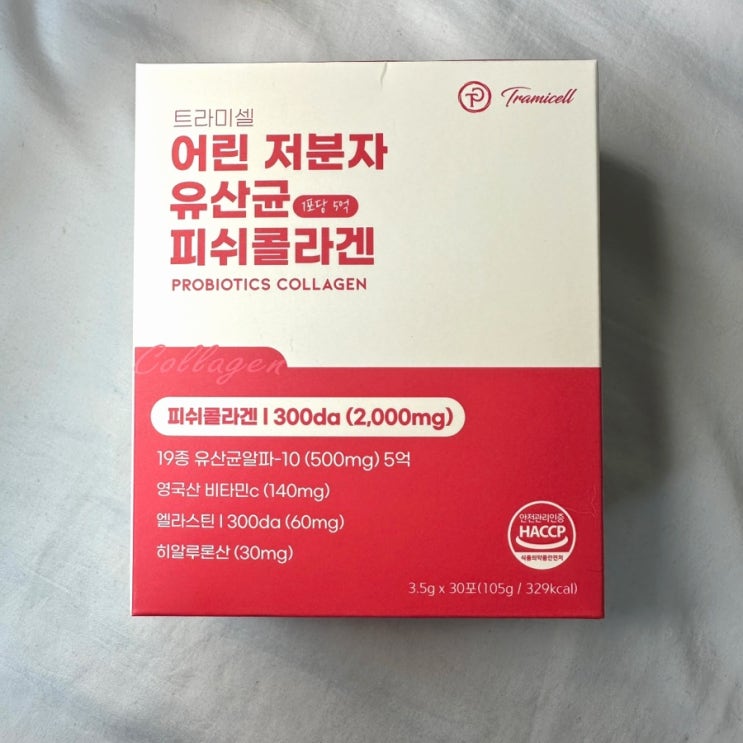 TP Tramicell
트라미셀
어린 저분자
유산균 1포당 5억
피쉬콜라겐
PROBIOTICS COLLAGEN
Collagen
피쉬콜라겐 | 300da (2,000mg)
19종 유산균알파-10 (500mg) 5억
영국산 비타민c (140mg)
엘라스틴 | 300da (60mg)
히알루론산 (30mg)
안전관리인증
HACCP
식품의약품안전처
3.5g x 30포(105g / 329kcal)